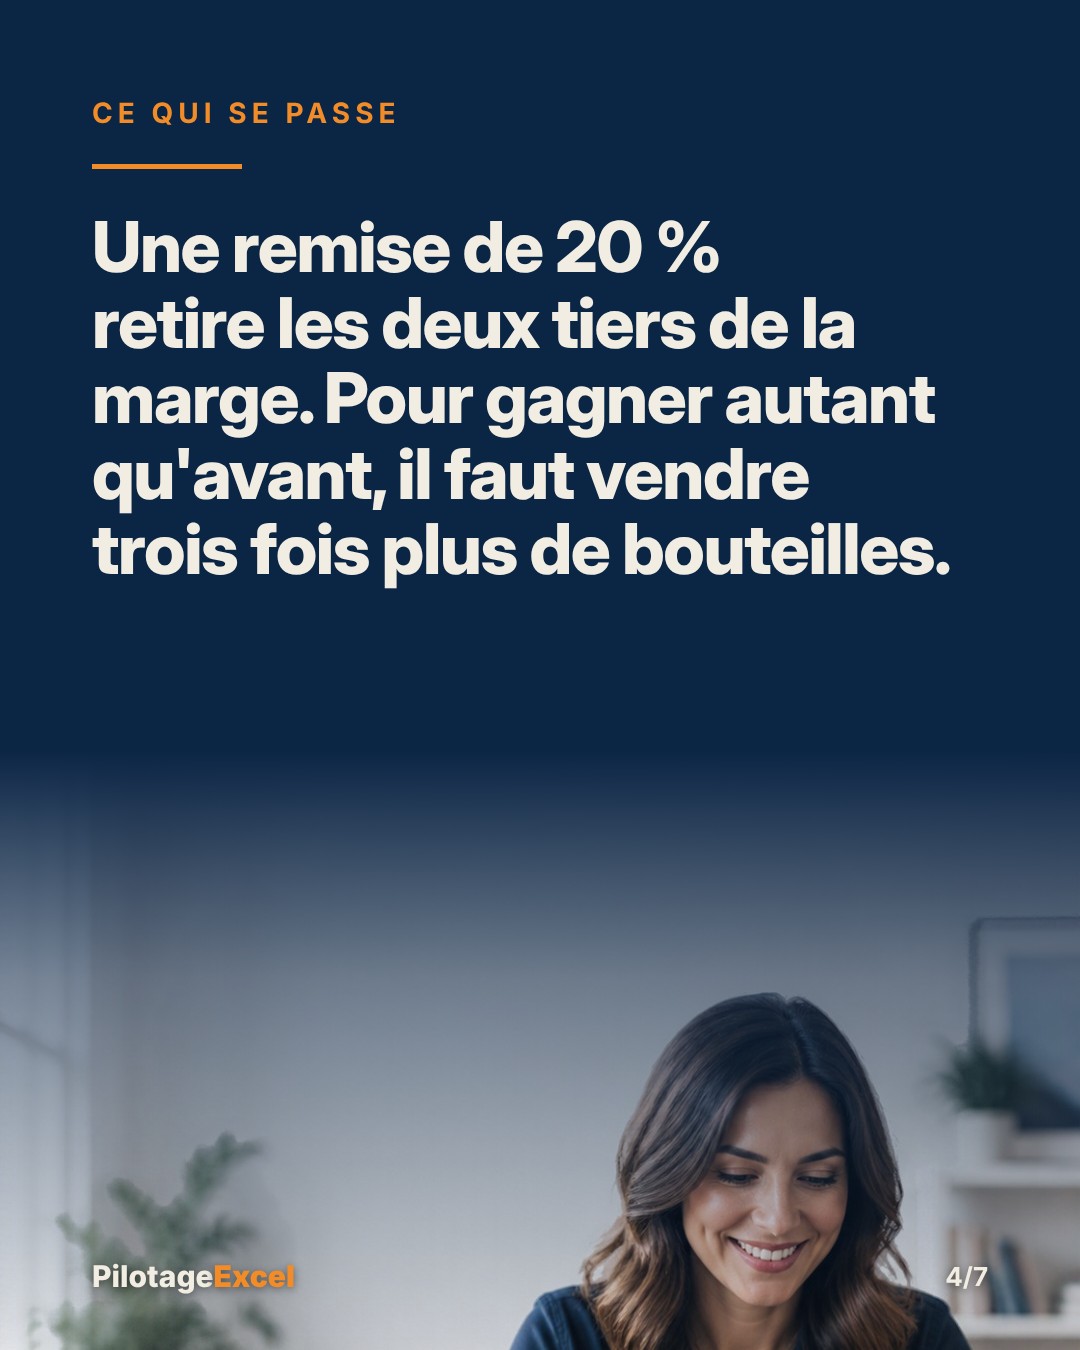 CE QUI SE PASSE
Une remise de 20 %
retire les deux tiers de la
marge. Pour gagner autant
qu'avant, il faut vendre
trois fois plus de bouteilles.
PilotageExcel
4/7